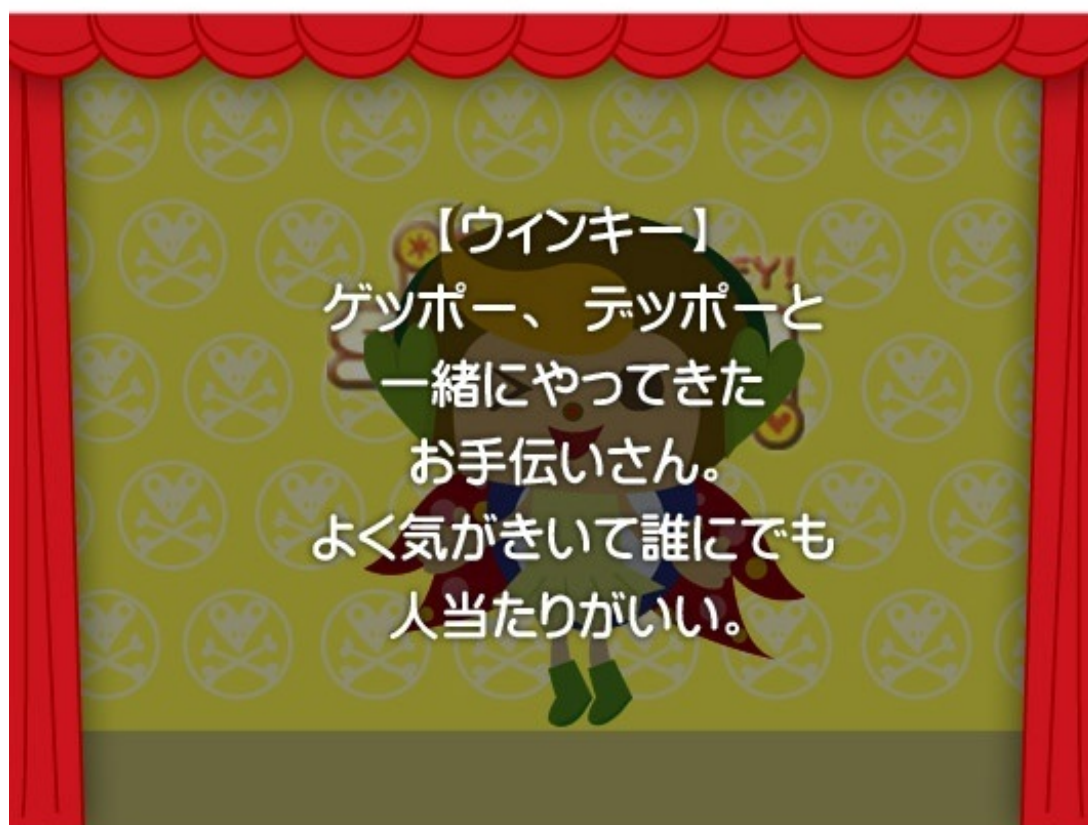 【ウィンキー】
ゲッポー、デッポーと
一緒にやってきた
お手伝いさん。
よく気がきいて誰にでも
人当たりがいい。